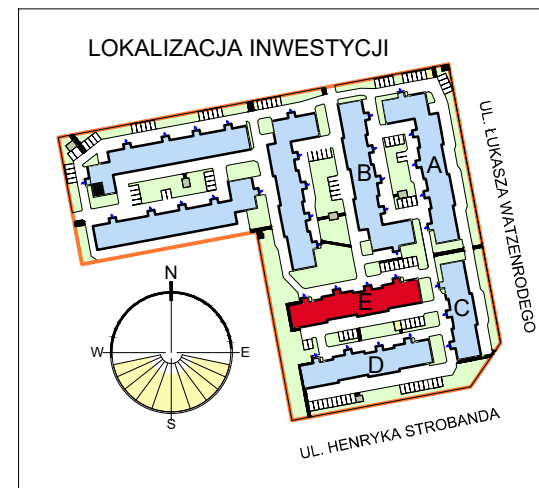 LOKALIZACJA INWESTYCJI
A
B
UL. ŁUKASZA WATZENRODEGO
N
E
C
W
E
D
S
UL. HENRYKA STROBANDA